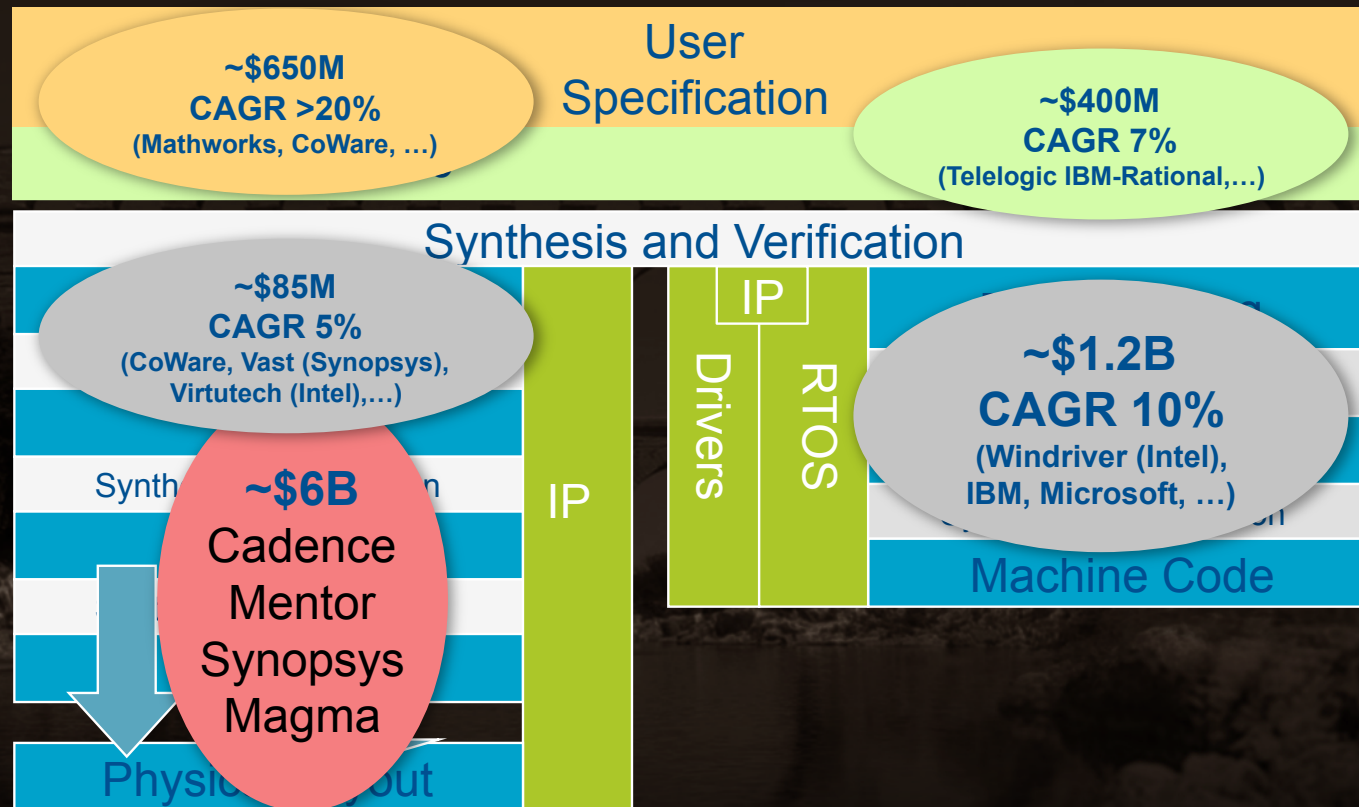 User
Specification
~$650M
CAGR >20%
(Mathworks, CoWare, …)
~$400M
CAGR 7%
(Telelogic IBM-Rational,…)
Synthesis and Verification
~$85M
CAGR 5%
(CoWare, Vast (Synopsys),
Virtutech (Intel),…)
~$6B
Cadence
Mentor
Synopsys
Magma
IP
IP
Drivers
RTOS
~$1.2B
CAGR 10%
(Windriver (Intel),
IBM, Microsoft, …)
Machine Code